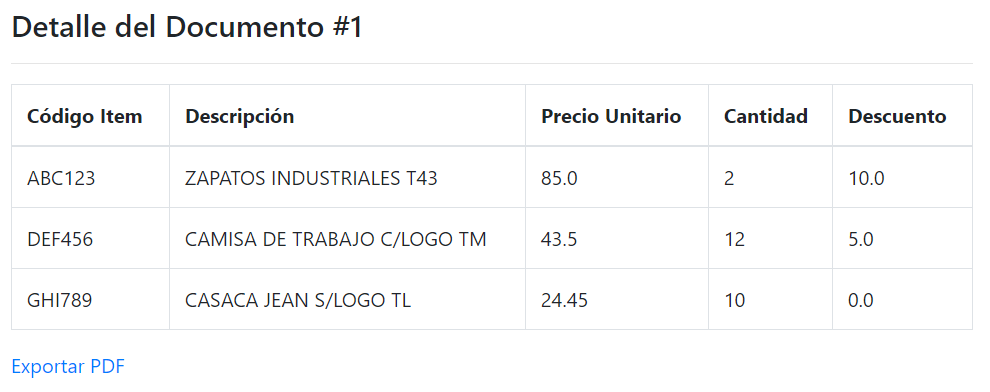 Detalle del Documento #1
Código Item Descripción Precio Unitario Cantidad Descuento
ABC123 ZAPATOS INDUSTRIALES T43 85.0 2 10.0
DEF456 CAMISA DE TRABAJO C/LOGO TM 43.5 12 5.0
GHI789 CASACA JEAN S/LOGO TL 24.45 10 0.0
Exportar PDF